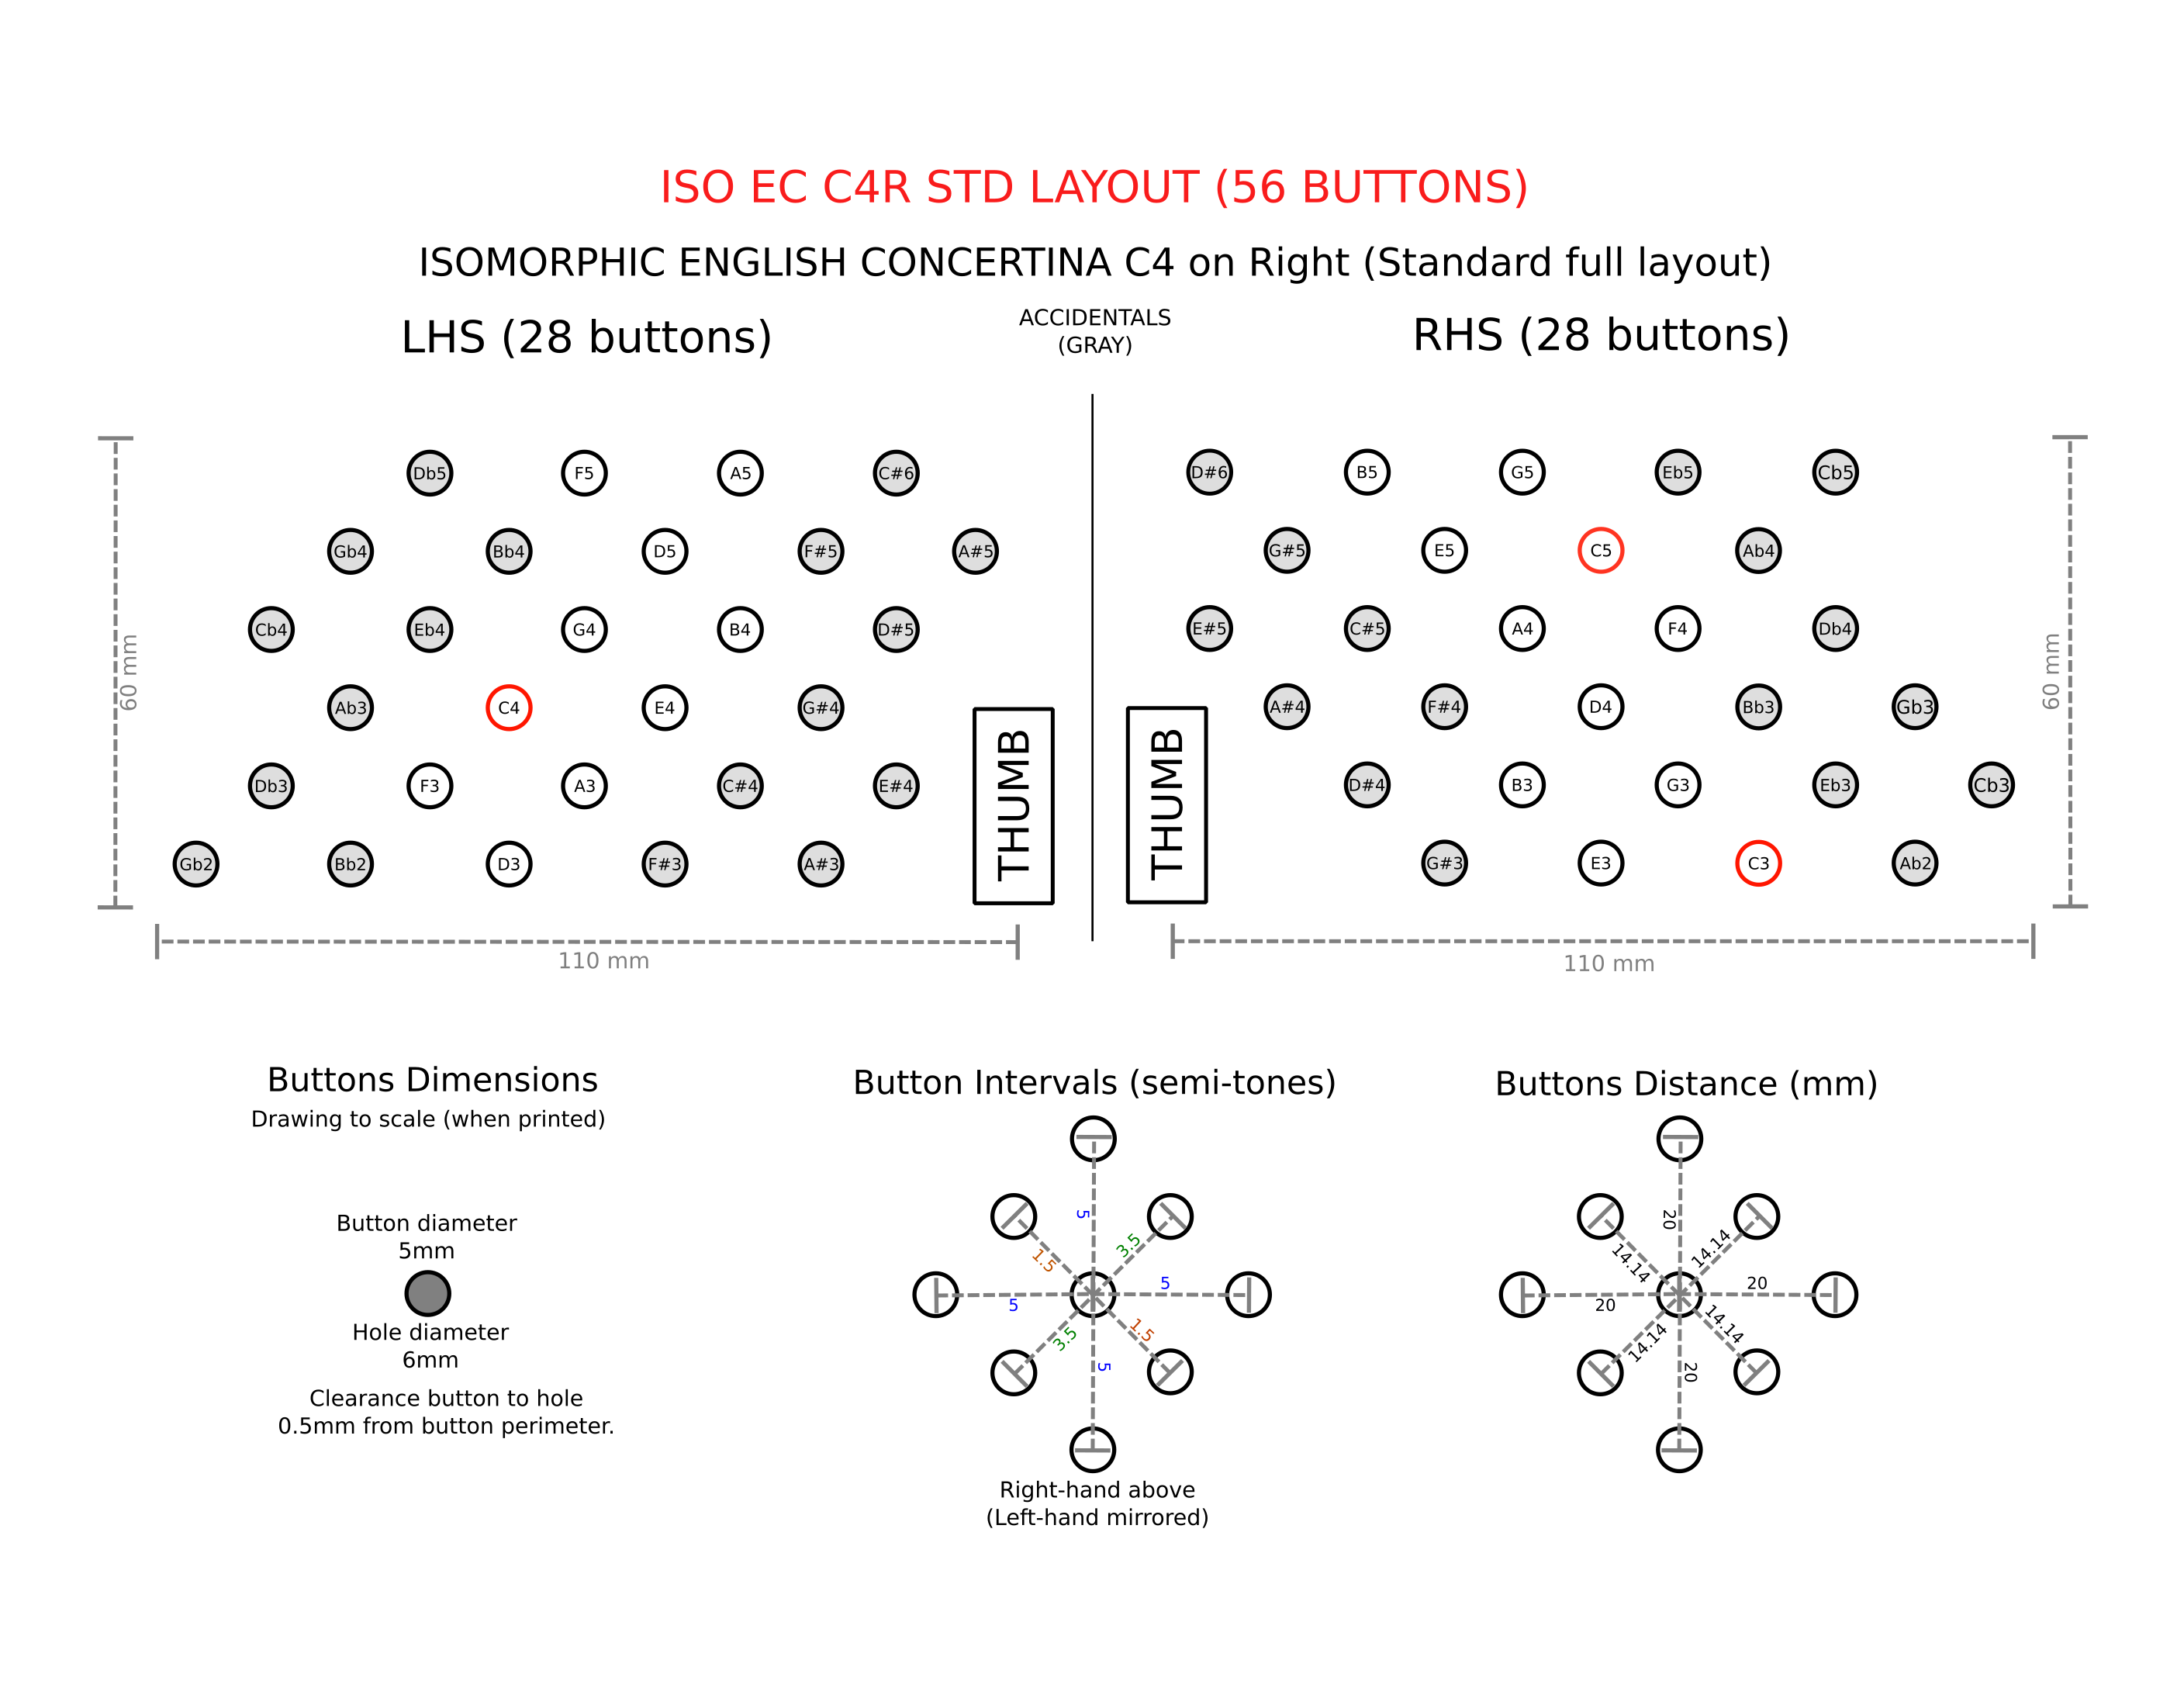 ISO EC C4R STD LAYOUT (56 BUTTONS)
ISOMORPHIC ENGLISH CONCERTINA C4 on Right (Standard full layout)
LHS (28 buttons)
ACCIDENTALS
(GRAY)
RHS (28 buttons)
Db5 F5 A5 C#6
Gb4 Bb4 D5 F#5 A#5
Cb4 Eb4 G4 B4 D#5
Ab3 C4 E4 G#4
Db3 F3 A3 C#4 E#4
Gb2 Bb2 D3 F#3 A#3
60 mm
110 mm
THUMB
D#6 B5 G5 Eb5 Cb5
G#5 E5 C5 Ab4
E#5 C#5 A4 F4 Db4
A#4 F#4 D4 Bb3 Gb3
D#4 B3 G3 Eb3 Cb3
G#3 E3 C3 Ab2
THUMB
60 mm
110 mm
Buttons Dimensions
Drawing to scale (when printed)
Button diameter
5mm
Hole diameter
6mm
Clearance button to hole
0.5mm from button perimeter.
Button Intervals (semi-tones)
5
1.5
3.5
5
5
3.5
1.5
5
Right-hand above
(Left-hand mirrored)
Buttons Distance (mm)
20
14.14
14.14
20
20
14.14
14.14
20